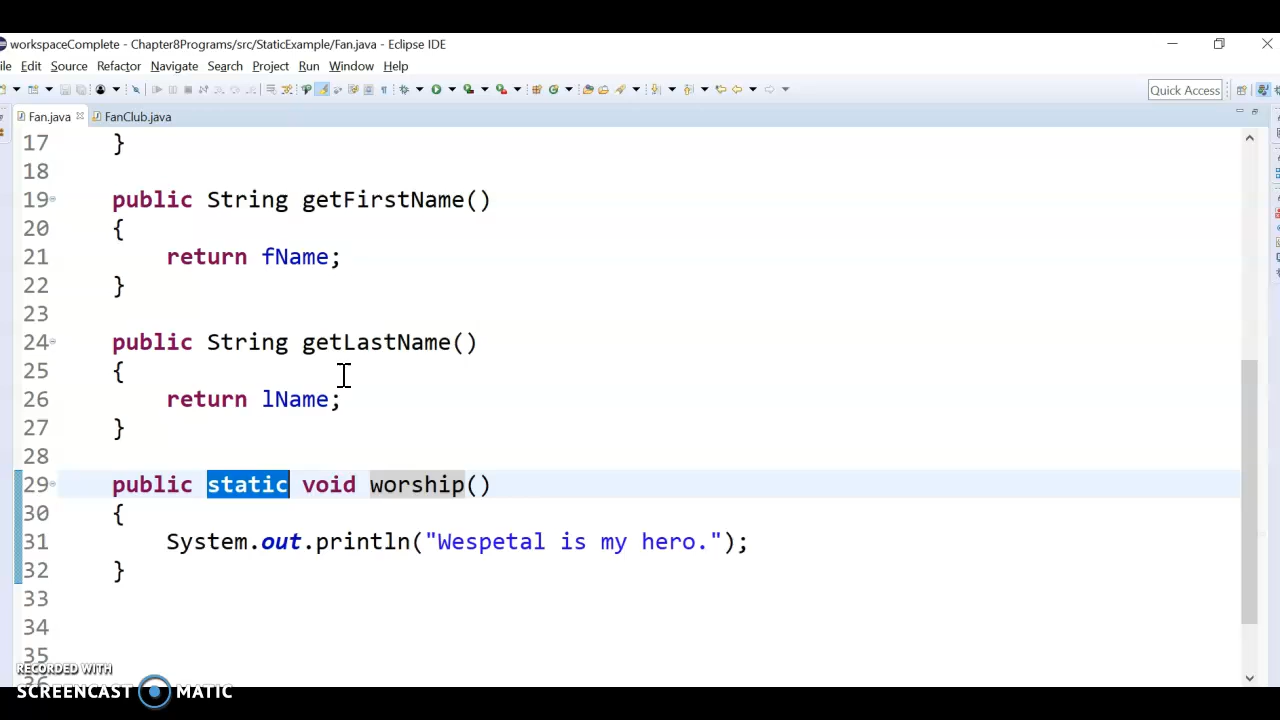 workspaceComplete - Chapter8Programs/src/StaticExample/Fan.java - Eclipse IDE
ile Edit Source Refactor Navigate Search Project Run Window Help
Quick Access
Fan.java FanClub.java
17 }
18
19 public String getFirstName()
20 {
21 return fName;
22 }
23
24 public String getLastName()
25 {
26 return lName;
27 }
28
29 public static void worship()
30 {
31 System.out.println("Wespetal is my hero.");
32 }
33
34
35
RECORDED WITH
SCREENCAST MATIC